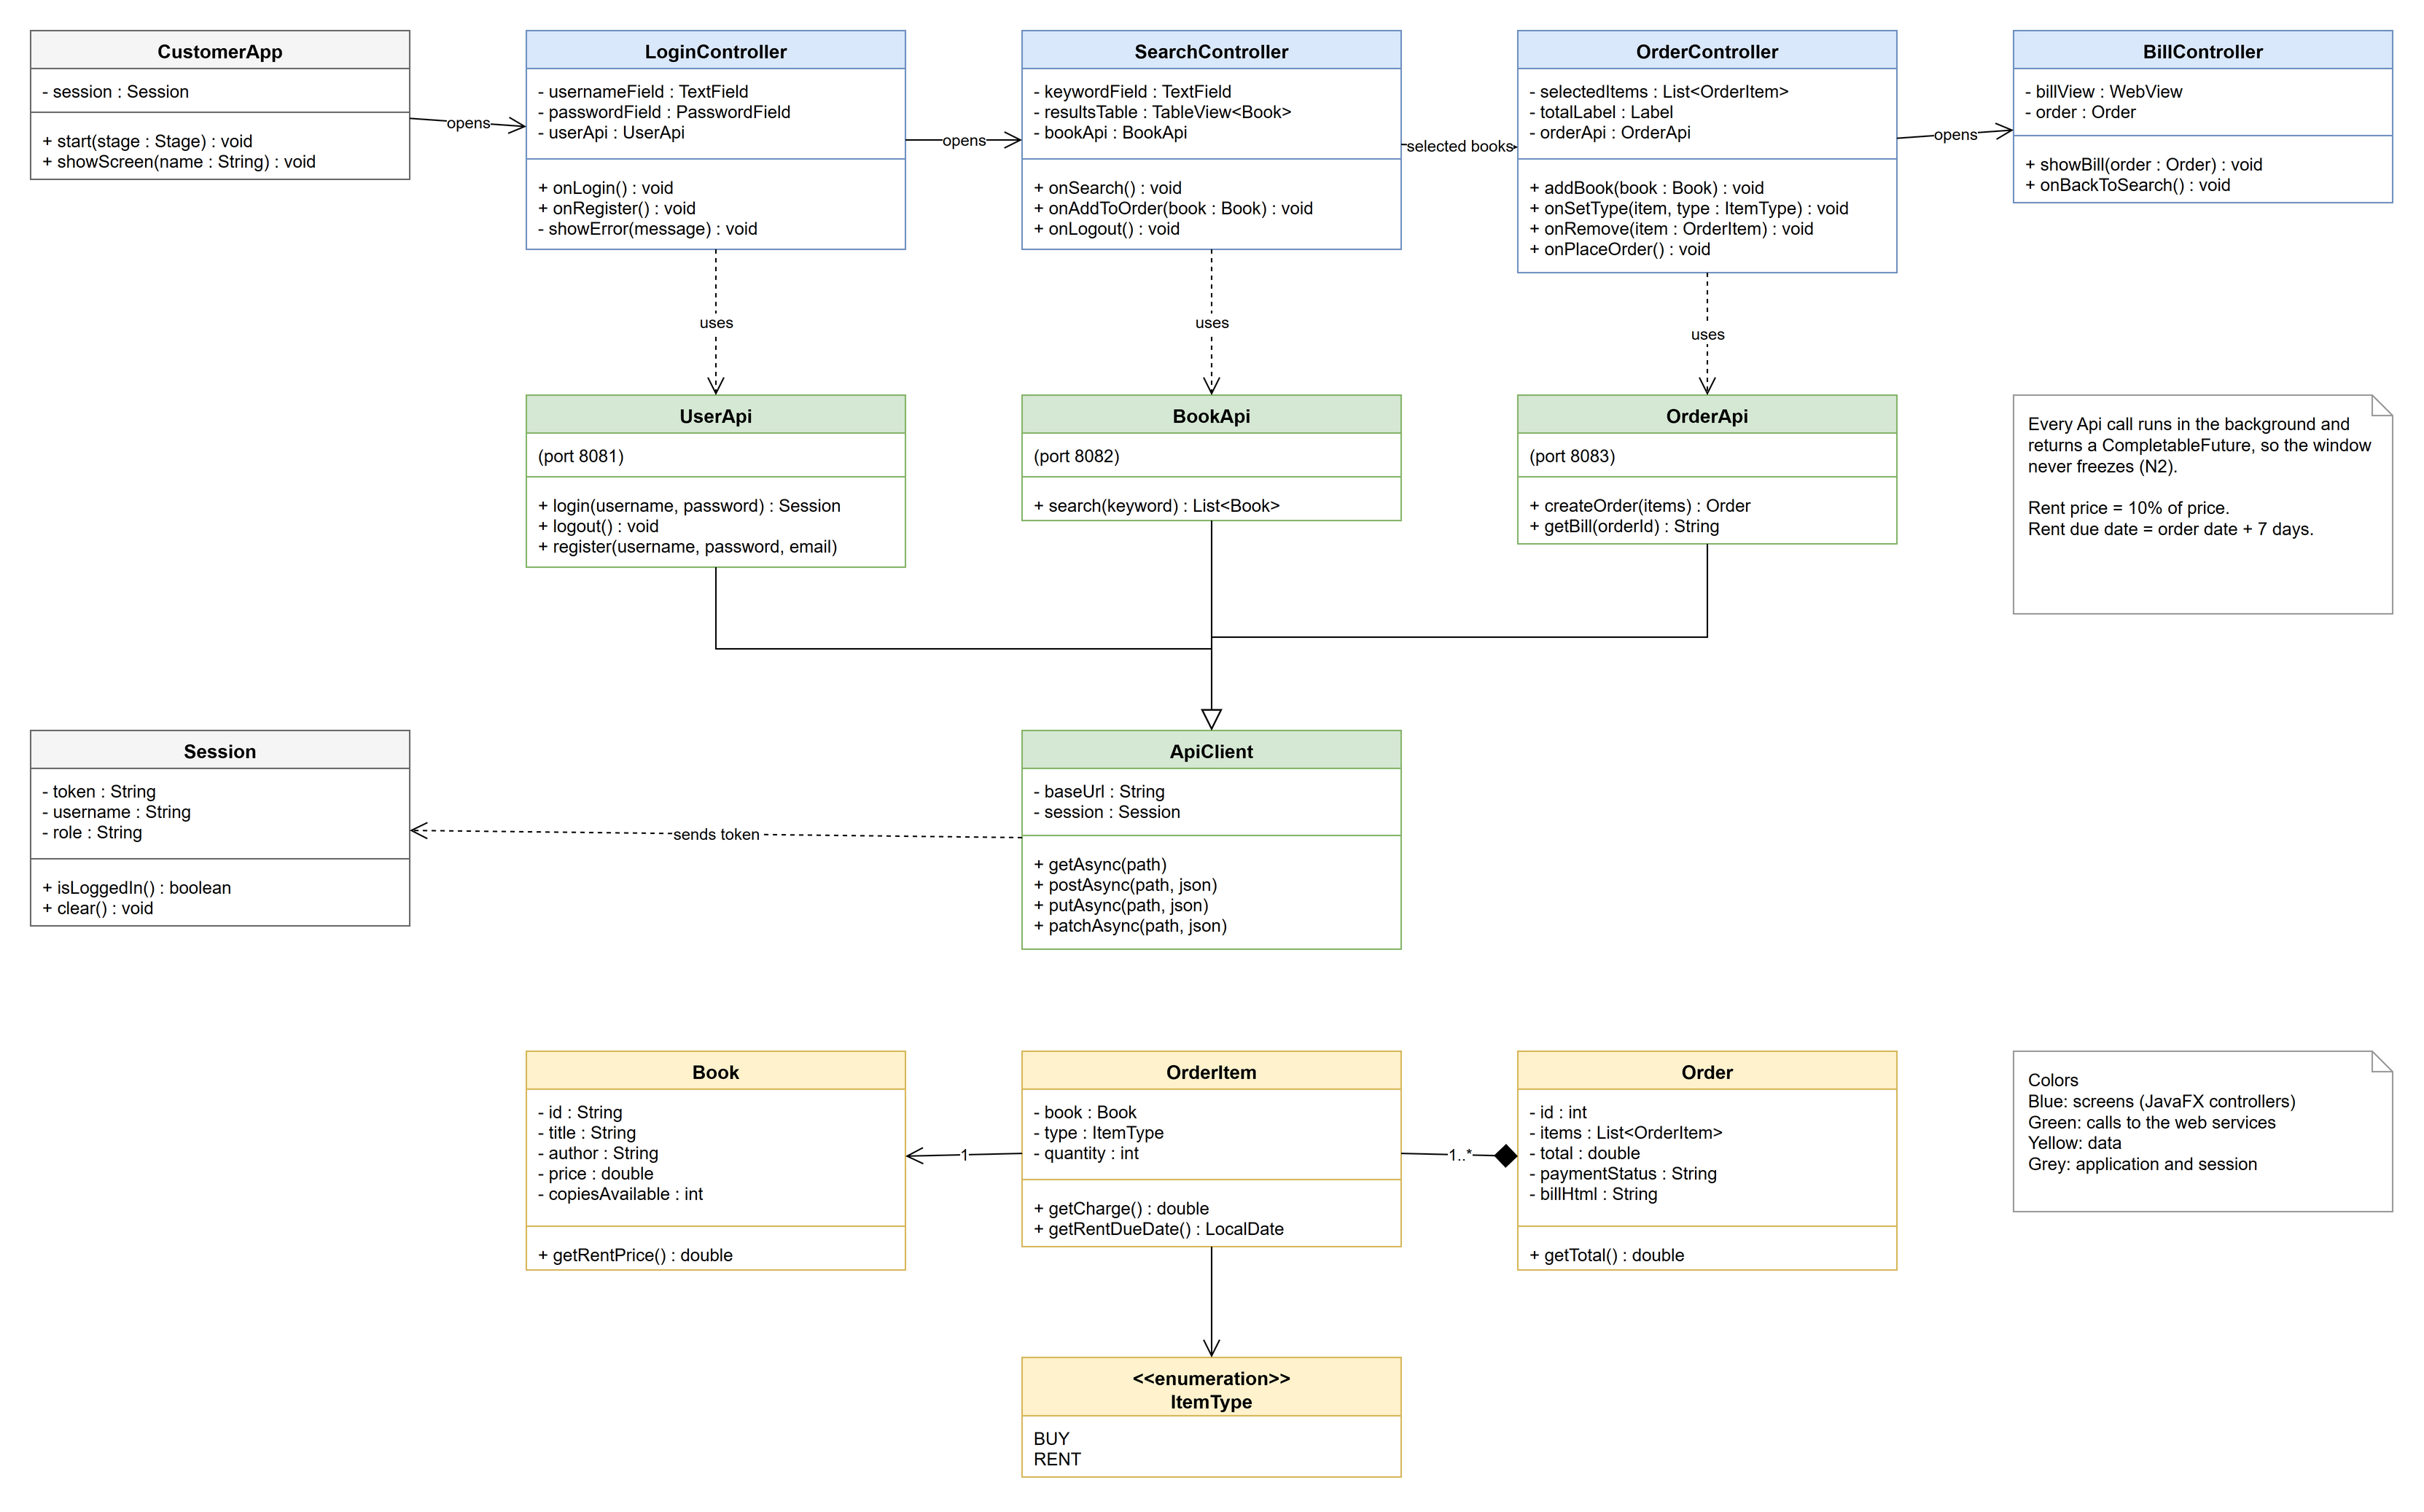 CustomerApp
- session : Session
+ start(stage : Stage) : void
+ showScreen(name : String) : void
opens
LoginController
- usernameField : TextField
- passwordField : PasswordField
- userApi : UserApi
+ onLogin() : void
+ onRegister() : void
- showError(message) : void
opens
SearchController
- keywordField : TextField
- resultsTable : TableView<Book>
- bookApi : BookApi
+ onSearch() : void
+ onAddToOrder(book : Book) : void
+ onLogout() : void
selected books
OrderController
- selectedItems : List<OrderItem>
- totalLabel : Label
- orderApi : OrderApi
+ addBook(book : Book) : void
+ onSetType(item, type : ItemType) : void
+ onRemove(item : OrderItem) : void
+ onPlaceOrder() : void
opens
BillController
- billView : WebView
- order : Order
+ showBill(order : Order) : void
+ onBackToSearch() : void
uses
uses
uses
UserApi
(port 8081)
+ login(username, password) : Session
+ logout() : void
+ register(username, password, email)
BookApi
(port 8082)
+ search(keyword) : List<Book>
OrderApi
(port 8083)
+ createOrder(items) : Order
+ getBill(orderId) : String
Every Api call runs in the background and
returns a CompletableFuture, so the window
never freezes (N2).
Rent price = 10% of price.
Rent due date = order date + 7 days.
Session
- token : String
- username : String
- role : String
+ isLoggedIn() : boolean
+ clear() : void
sends token
ApiClient
- baseUrl : String
- session : Session
+ getAsync(path)
+ postAsync(path, json)
+ putAsync(path, json)
+ patchAsync(path, json)
Book
- id : String
- title : String
- author : String
- price : double
- copiesAvailable : int
+ getRentPrice() : double
1
OrderItem
- book : Book
- type : ItemType
- quantity : int
+ getCharge() : double
+ getRentDueDate() : LocalDate
1..*
Order
- id : int
- items : List<OrderItem>
- total : double
- paymentStatus : String
- billHtml : String
+ getTotal() : double
Colors
Blue: screens (JavaFX controllers)
Green: calls to the web services
Yellow: data
Grey: application and session
<<enumeration>>
ItemType
BUY
RENT